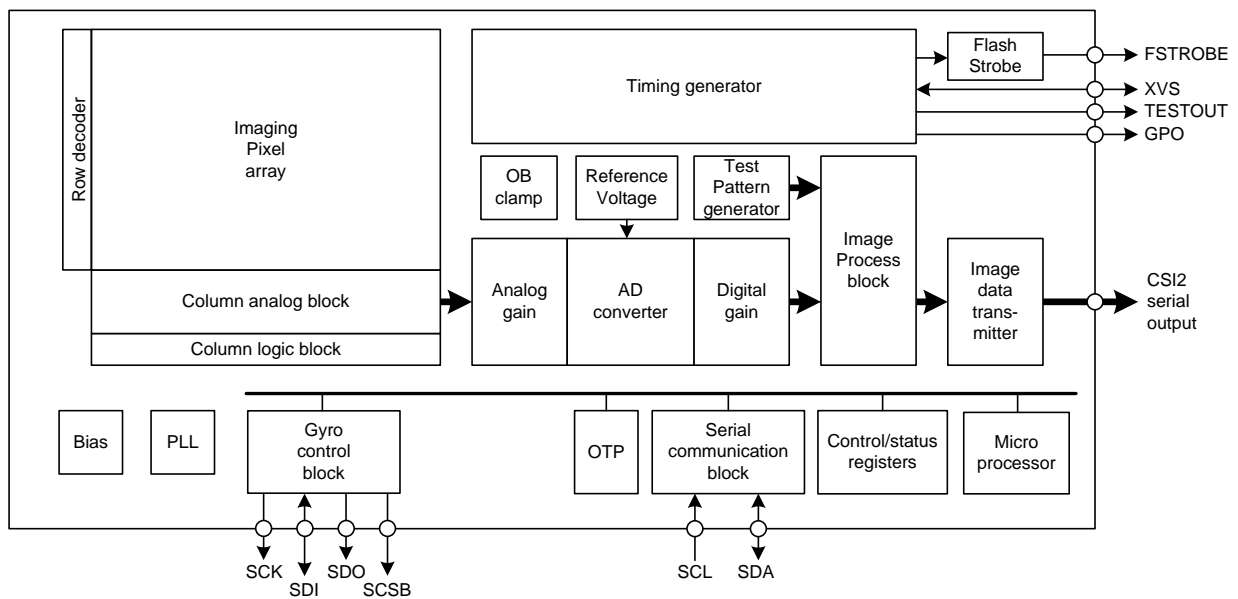 Row decoder
Imaging
Pixel
array
Timing generator
Flash
Strobe
FSTROBE
XVS
TESTOUT
GPO
OB
clamp
Reference
Voltage
Test
Pattern
generator
Image
Process
block
Column analog block
Column logic block
Analog
gain
AD
converter
Digital
gain
Image
data
trans-
mitter
CSI2
serial
output
Bias
PLL
Gyro
control
block
OTP
Serial
communication
block
Control/status
registers
Micro
processor
SCK
SDI
SDO
SCSB
SCL
SDA